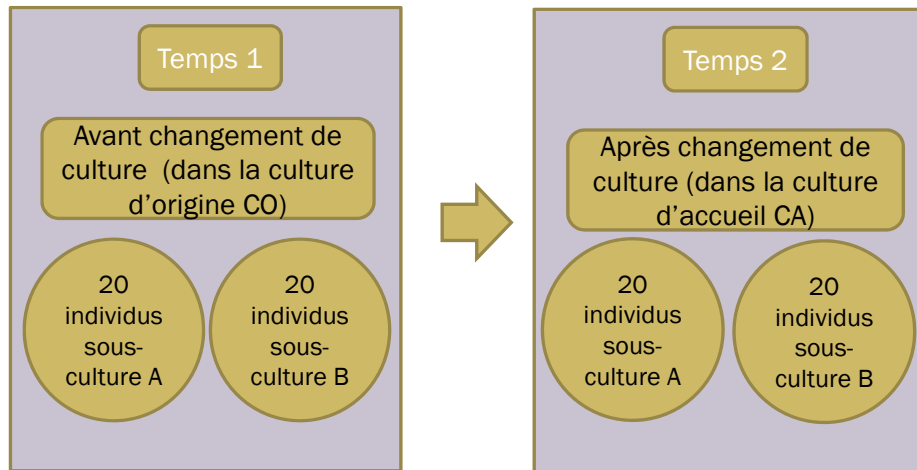 Temps 1
Avant changement de
culture (dans la culture
d'origine CO)
20
individus
sous-
culture A
20
individus
sous-
culture B
Temps 2
Après changement de
culture (dans la culture
d'accueil CA)
20
individus
sous-
culture A
20
individus
sous-
culture B